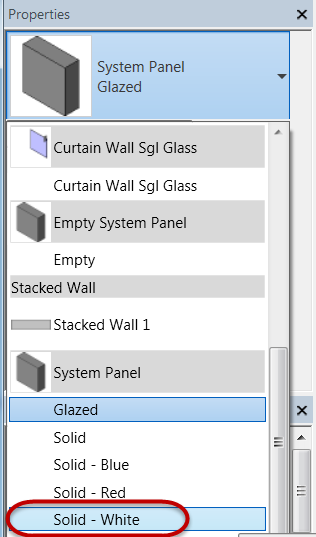 Properties
System Panel
Glazed
Curtain Wall Sgl Glass
Curtain Wall Sgl Glass
Empty System Panel
Empty
Stacked Wall
Stacked Wall 1
System Panel
Glazed
Solid
Solid - Blue
Solid - Red
Solid - White